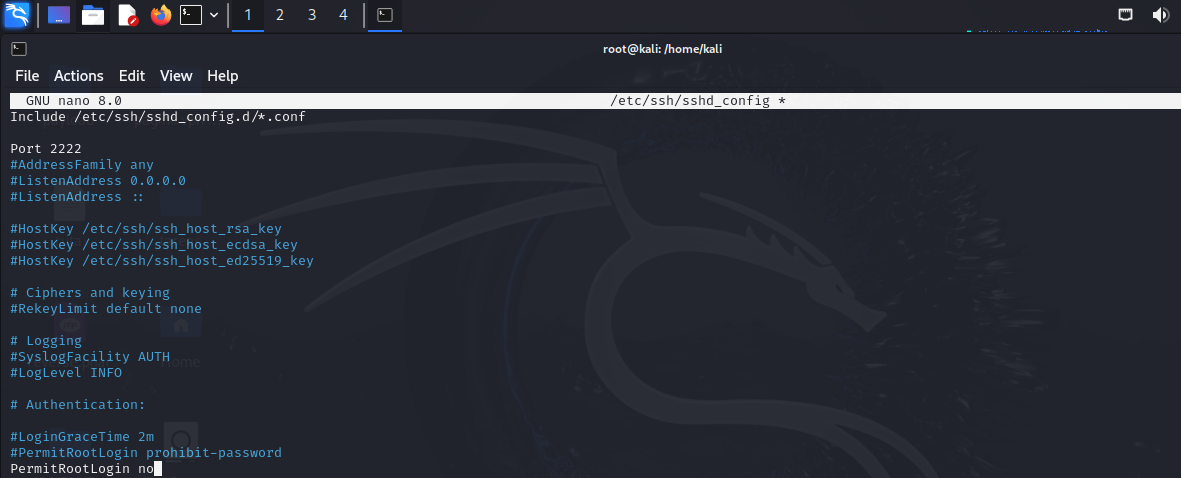 1 2 3 4
root@kali: /home/kali
File Actions Edit View Help
GNU nano 8.0 /etc/ssh/sshd_config *
Include /etc/ssh/sshd_config.d/*.conf
Port 2222
#AddressFamily any
#ListenAddress 0.0.0.0
#ListenAddress ::
#HostKey /etc/ssh/ssh_host_rsa_key
#HostKey /etc/ssh/ssh_host_ecdsa_key
#HostKey /etc/ssh/ssh_host_ed25519_key
# Ciphers and keying
#RekeyLimit default none
# Logging
#SyslogFacility AUTH
#LogLevel INFO
# Authentication:
#LoginGraceTime 2m
#PermitRootLogin prohibit-password
PermitRootLogin no